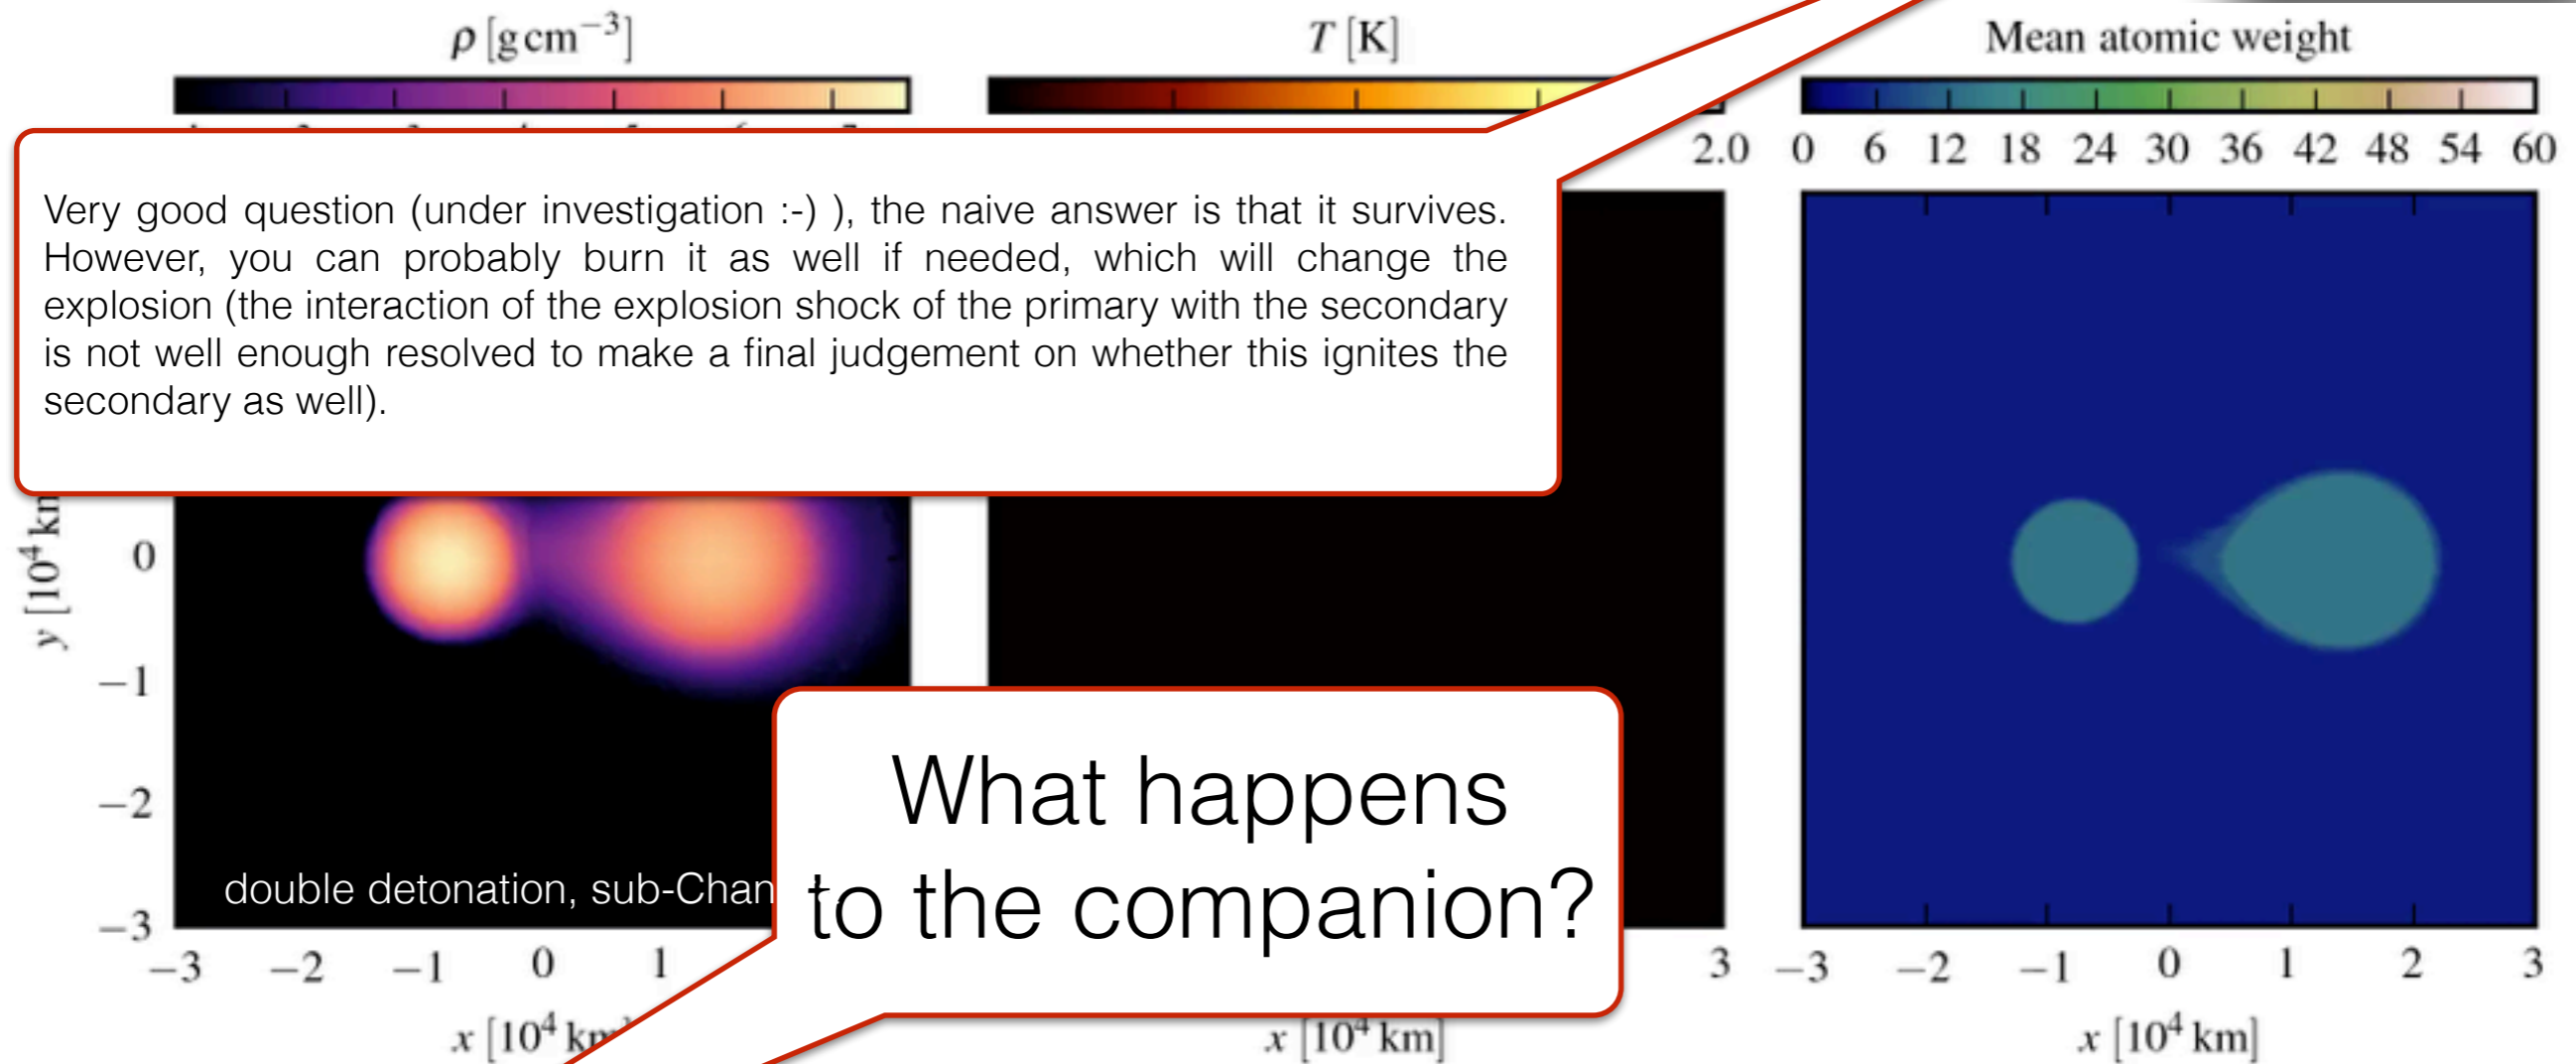 ρ [g cm⁻³]
T [K]
Mean atomic weight
2.0
0 6 12 18 24 30 36 42 48 54 60
Very good question (under investigation :-) ), the naive answer is that it survives.
However, you can probably burn it as well if needed, which will change the
explosion (the interaction of the explosion shock of the primary with the secondary
is not well enough resolved to make a final judgement on whether this ignites the
secondary as well).
y [10⁴ km
0
−1
−2
−3
What happens
to the companion?
double detonation, sub-Chan
−3 −2 −1 0 1
3
−3 −2 −1 0 1 2 3
x [10⁴ km
x [10⁴ km]
x [10⁴ km]